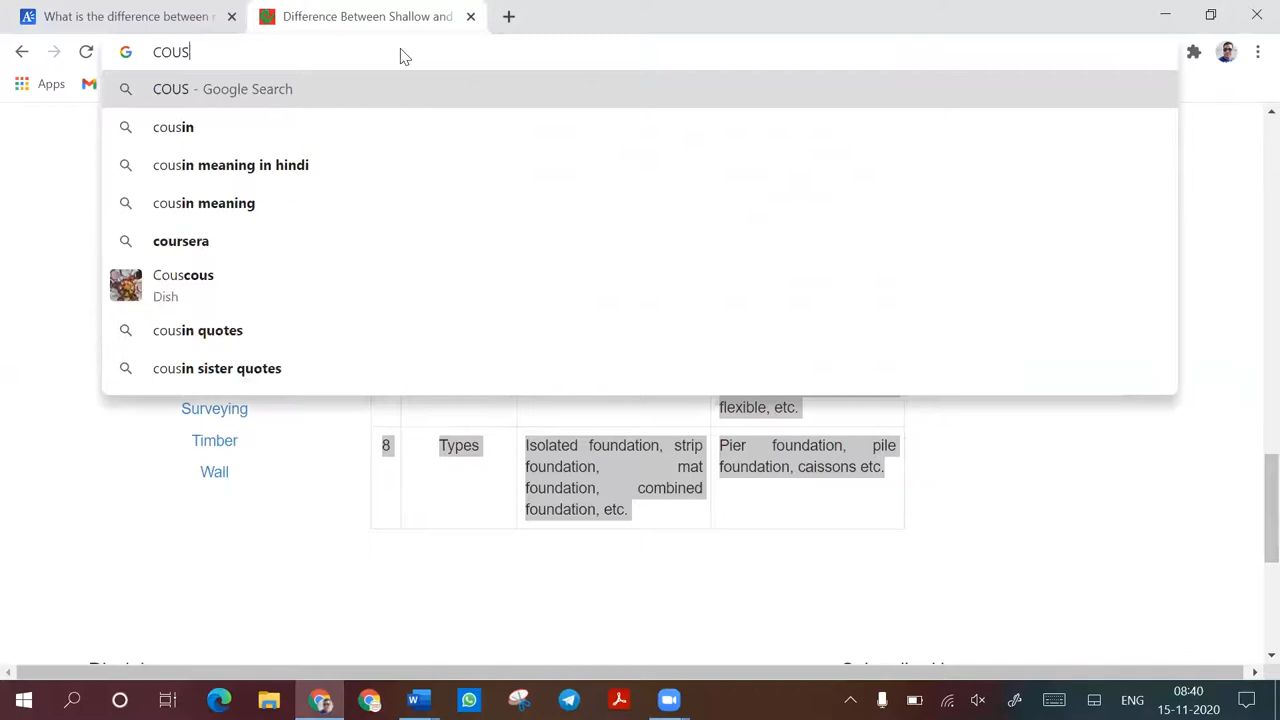 What is the difference between r
Difference Between Shallow and
COUS
Apps
COUS - Google Search
cousin
cousin meaning in hindi
cousin meaning
coursera
Couscous
Dish
cousin quotes
cousin sister quotes
Surveying
Timber
Wall
flexible, etc.
8
Types
Isolated foundation, strip
foundation, mat
foundation, combined
foundation, etc.
Pier foundation, pile
foundation, caissons etc.
ENG
08:40
15-11-2020